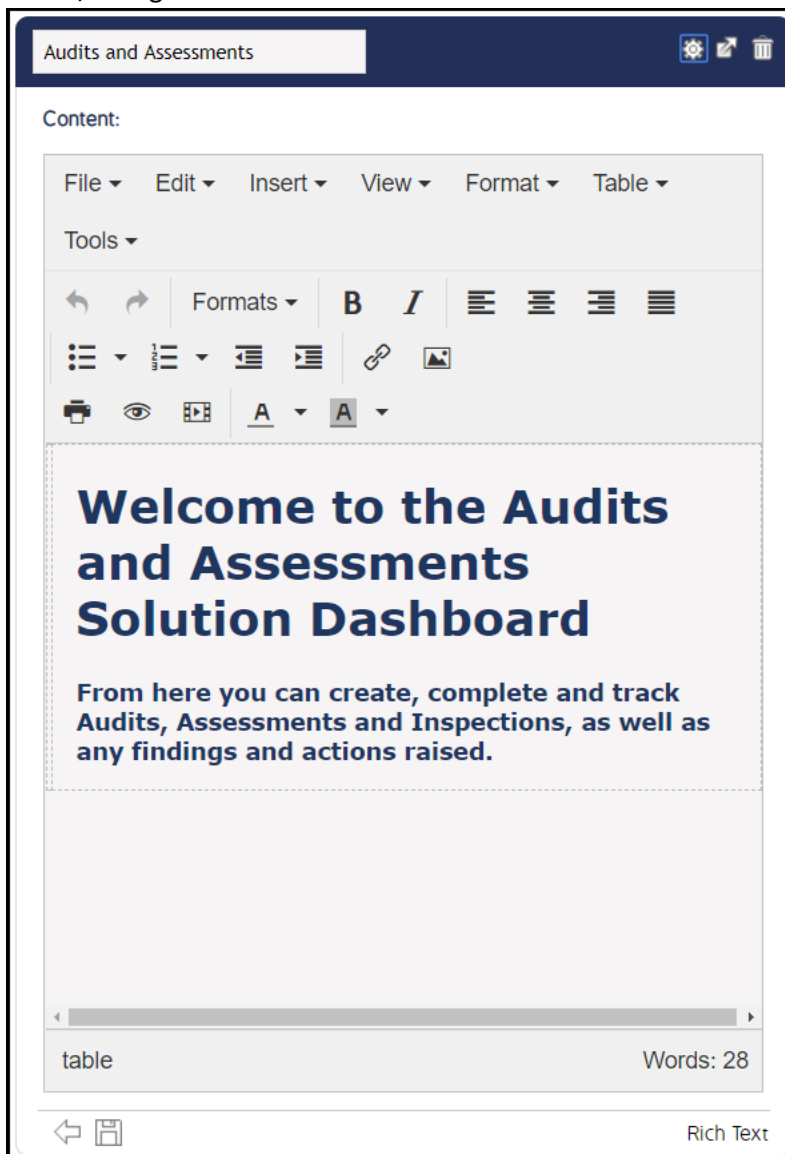 Audits and Assessments
Content:
File Edit Insert View Format Table
Tools
Formats B I
A A
Welcome to the Audits
and Assessments
Solution Dashboard
From here you can create, complete and track
Audits, Assessments and Inspections, as well as
any findings and actions raised.
table Words: 28
Rich Text